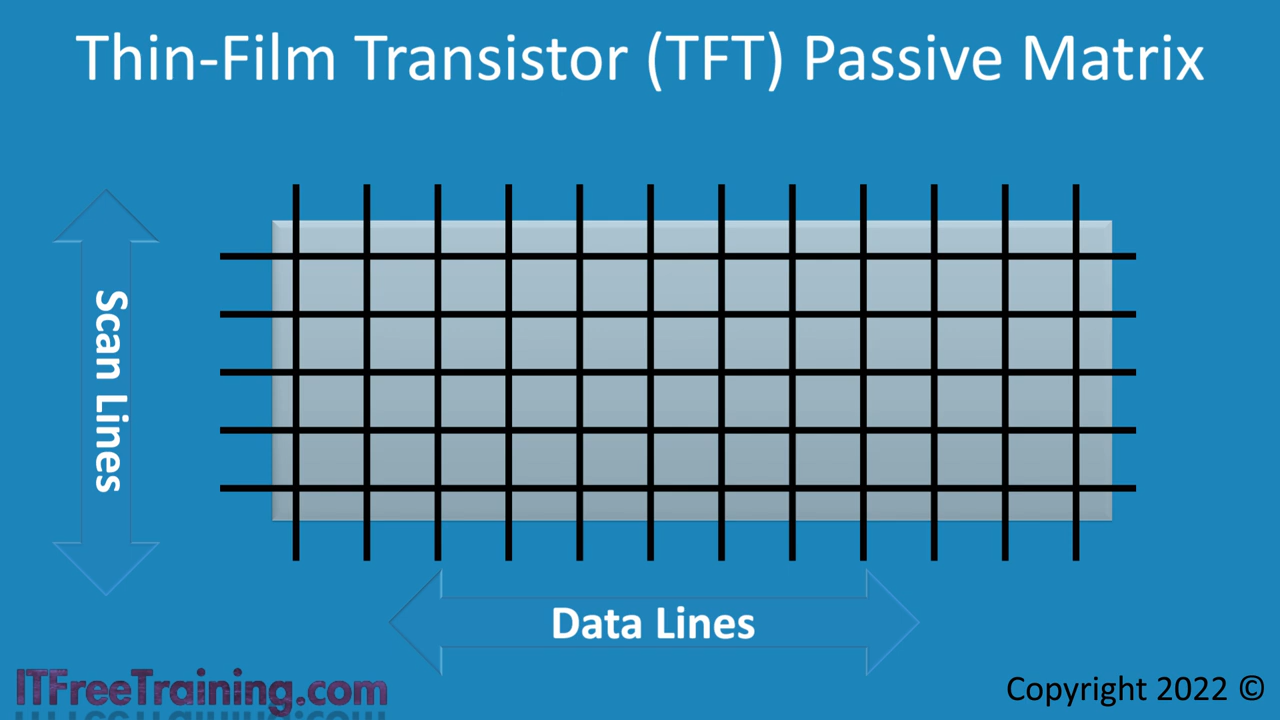 Thin-Film Transistor (TFT) Passive Matrix
Scan Lines
Data Lines
ITFreeTraining.com
Copyright 2022 ©